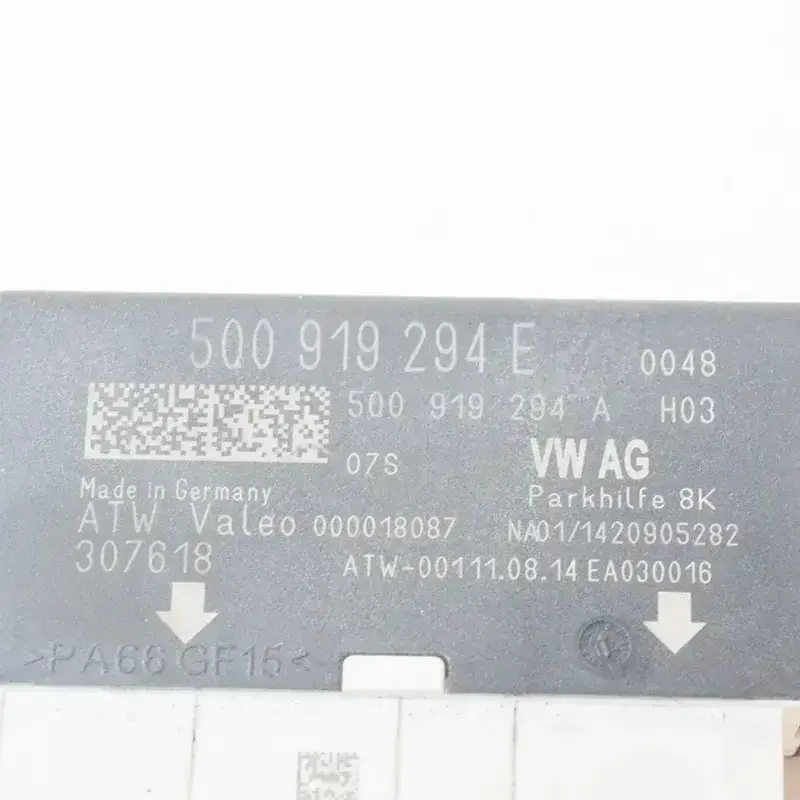 5Q0 919 294 E 0048
5Q0 919 294 A H03
07S VW AG
Parkhilfe 8K
Made in Germany
ATW Valeo 000018087 NA01/1420905282
307618 ATW-00111.08.14 EA030016
>PA66 GF15<